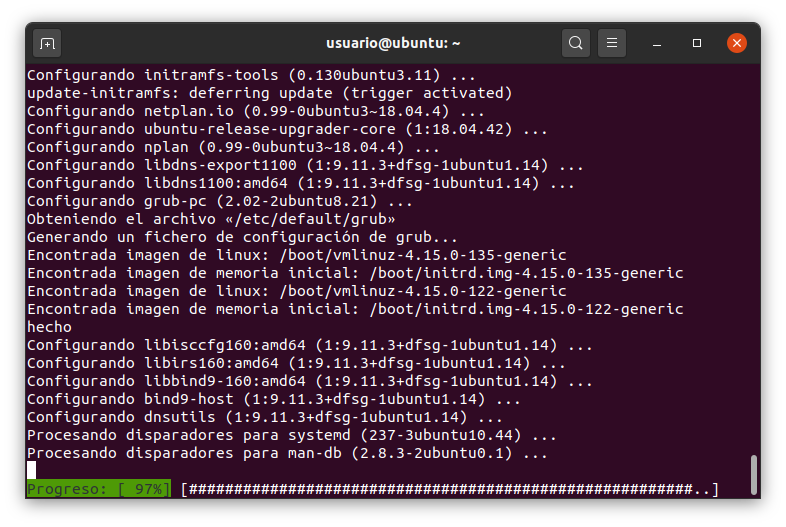 usuario@ubuntu: ~
Configurando initramfs-tools (0.130ubuntu3.11) ...
update-initramfs: deferring update (trigger activated)
Configurando netplan.io (0.99-0ubuntu3~18.04.4) ...
Configurando ubuntu-release-upgrader-core (1:18.04.42) ...
Configurando nplan (0.99-0ubuntu3~18.04.4) ...
Configurando libdns-export1100 (1:9.11.3+dfsg-1ubuntu1.14) ...
Configurando libdns1100:amd64 (1:9.11.3+dfsg-1ubuntu1.14) ...
Configurando grub-pc (2.02-2ubuntu8.21) ...
Obteniendo el archivo «/etc/default/grub»
Generando un fichero de configuración de grub...
Encontrada imagen de linux: /boot/vmlinuz-4.15.0-135-generic
Encontrada imagen de memoria inicial: /boot/initrd.img-4.15.0-135-generic
Encontrada imagen de linux: /boot/vmlinuz-4.15.0-122-generic
Encontrada imagen de memoria inicial: /boot/initrd.img-4.15.0-122-generic
hecho
Configurando libisccfg160:amd64 (1:9.11.3+dfsg-1ubuntu1.14) ...
Configurando libirs160:amd64 (1:9.11.3+dfsg-1ubuntu1.14) ...
Configurando libbind9-160:amd64 (1:9.11.3+dfsg-1ubuntu1.14) ...
Configurando bind9-host (1:9.11.3+dfsg-1ubuntu1.14) ...
Configurando dnsutils (1:9.11.3+dfsg-1ubuntu1.14) ...
Procesando disparadores para systemd (237-3ubuntu10.44) ...
Procesando disparadores para man-db (2.8.3-2ubuntu0.1) ...
Progreso: [ 97%] [########################################################..]